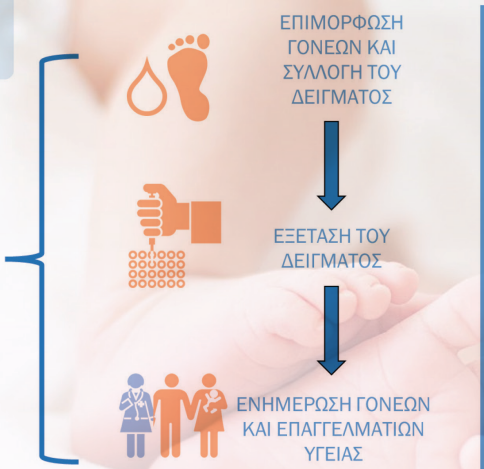 ΕΠΙΜΟΡΦΩΣΗ
ΓΟΝΕΩΝ ΚΑΙ
ΣΥΛΛΟΓΗ ΤΟΥ
ΔΕΙΓΜΑΤΟΣ
ΕΞΕΤΑΣΗ ΤΟΥ
ΔΕΙΓΜΑΤΟΣ
ΕΝΗΜΕΡΩΣΗ ΓΟΝΕΩΝ
ΚΑΙ ΕΠΑΓΓΕΛΜΑΤΙΩΝ
ΥΓΕΙΑΣ